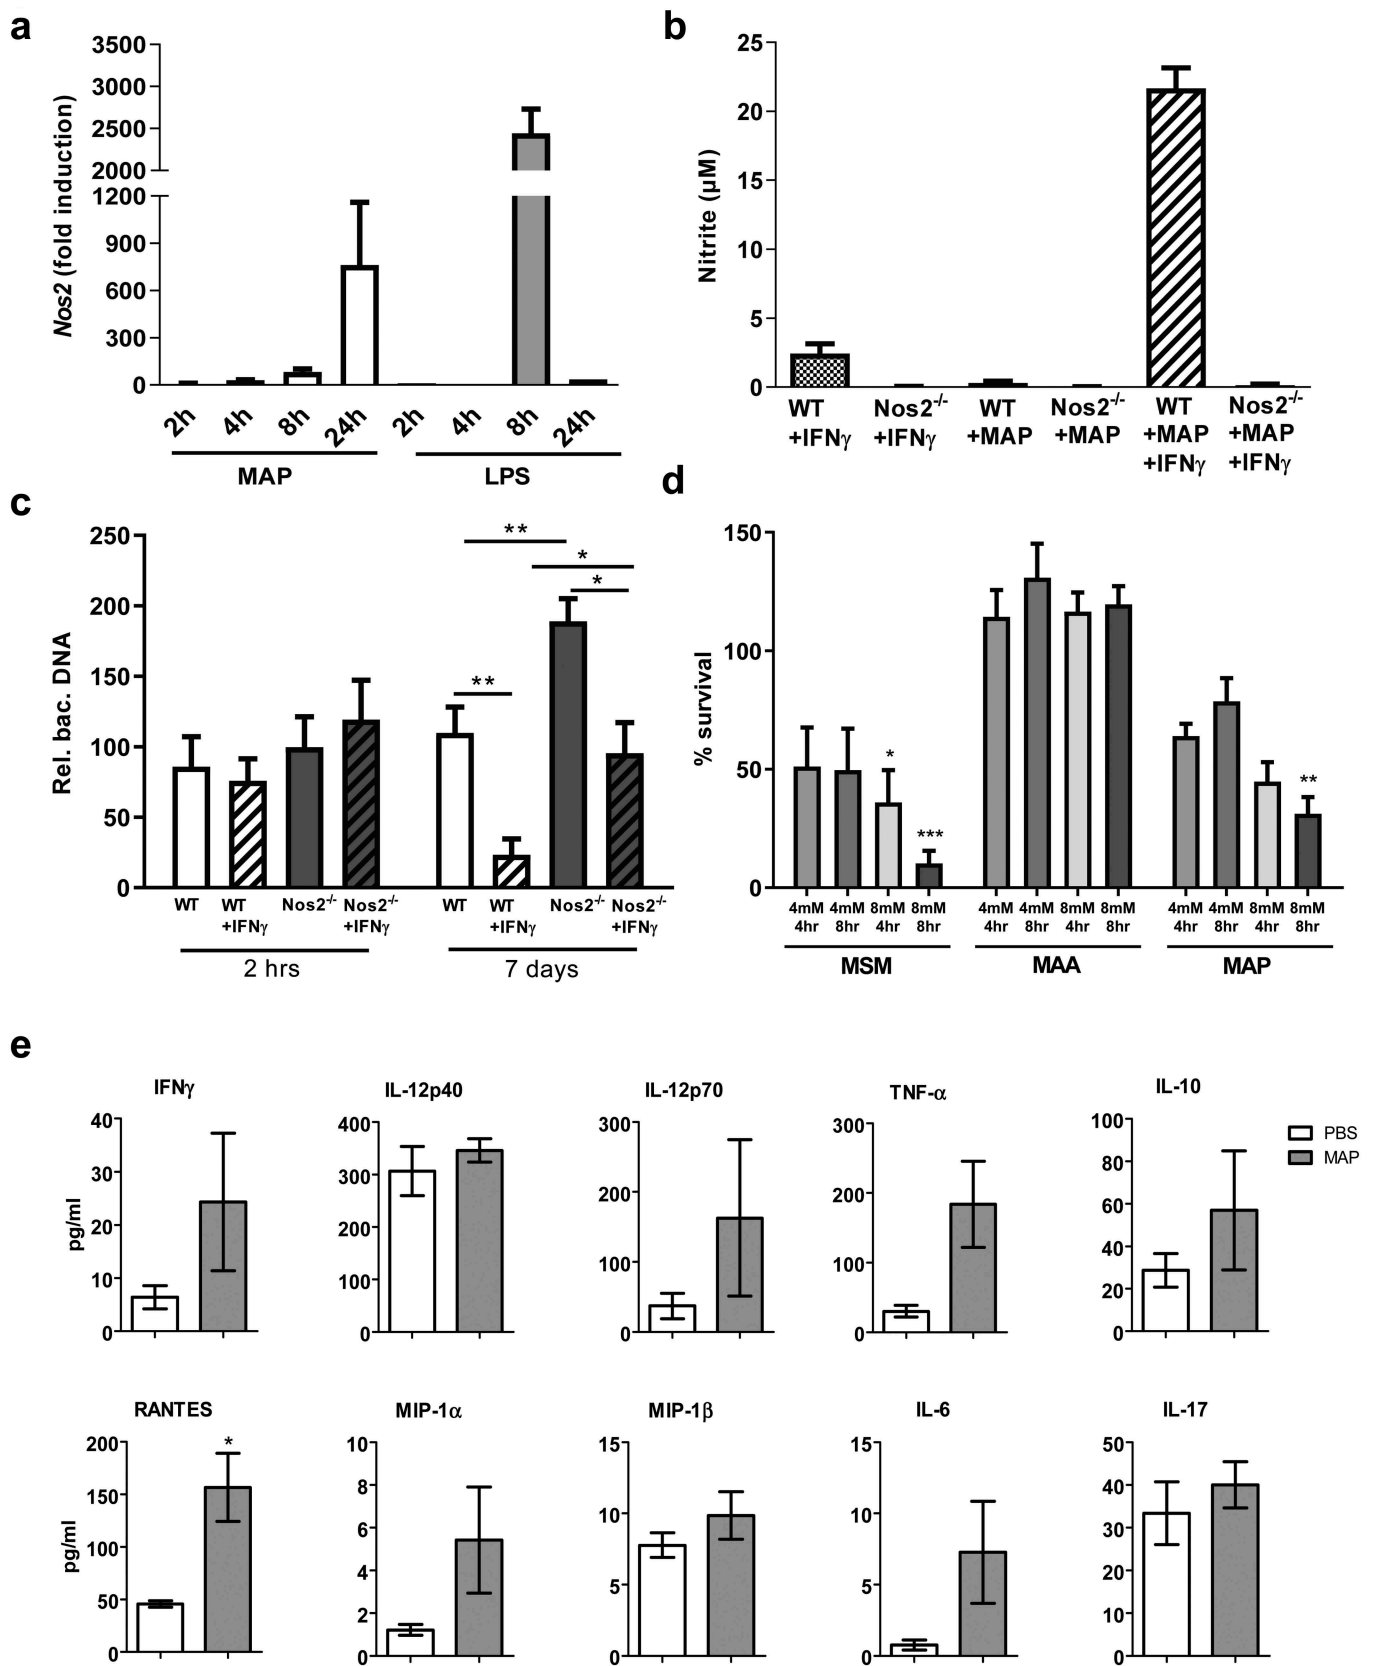 a
3500
3000
2500
2000
1200
900
600
300
0
Nos2 (fold induction)
2h 4h 8h 24h 2h 4h 8h 24h
MAP LPS
b
25
20
15
10
5
0
Nitrite (µM)
WT Nos2-/- WT Nos2-/- WT Nos2-/-
+IFNγ +IFNγ +MAP +MAP +MAP +MAP
+IFNγ +IFNγ
c
250
200
150
100
50
0
Rel. bac. DNA
**
*
*
**
WT WT Nos2-/- Nos2-/- WT WT Nos2-/- Nos2-/-
+IFNγ +IFNγ +IFNγ +IFNγ
2 hrs 7 days
d
150
100
50
0
% survival
*
***
**
4mM 4mM 8mM 8mM 4mM 4mM 8mM 8mM 4mM 4mM 8mM 8mM
4hr 8hr 4hr 8hr 4hr 8hr 4hr 8hr 4hr 8hr 4hr 8hr
MSM MAA MAP
e
IFNγ
40
30
20
10
0
pg/ml
IL-12p40
400
300
200
100
0
IL-12p70
300
200
100
0
TNF-α
300
200
100
0
IL-10
100
80
60
40
20
0
PBS
MAP
RANTES
200
150
100
50
0
pg/ml
*
MIP-1α
10
8
6
4
2
0
MIP-1β
15
10
5
0
IL-6
15
10
5
0
IL-17
50
40
30
20
10
0